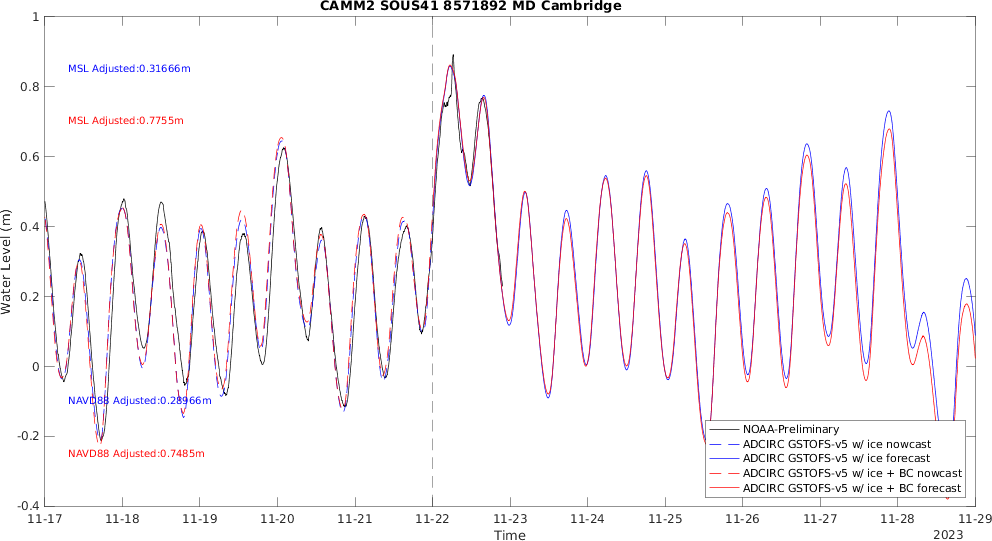 CAMM2 SOUS41 8571892 MD Cambridge
1
0.8
0.6
0.4
0.2
0
-0.2
-0.4
Water Level (m)
MSL Adjusted:0.31666m
MSL Adjusted:0.7755m
NAVD88 Adjusted:0.28966m
NAVD88 Adjusted:0.7485m
NOAA-Preliminary
ADCIRC GSTOFS-v5 w/ ice nowcast
ADCIRC GSTOFS-v5 w/ ice forecast
ADCIRC GSTOFS-v5 w/ ice + BC nowcast
ADCIRC GSTOFS-v5 w/ ice + BC forecast
11-17 11-18 11-19 11-20 11-21 11-22 11-23 11-24 11-25 11-26 11-27 11-28 11-29
Time
2023